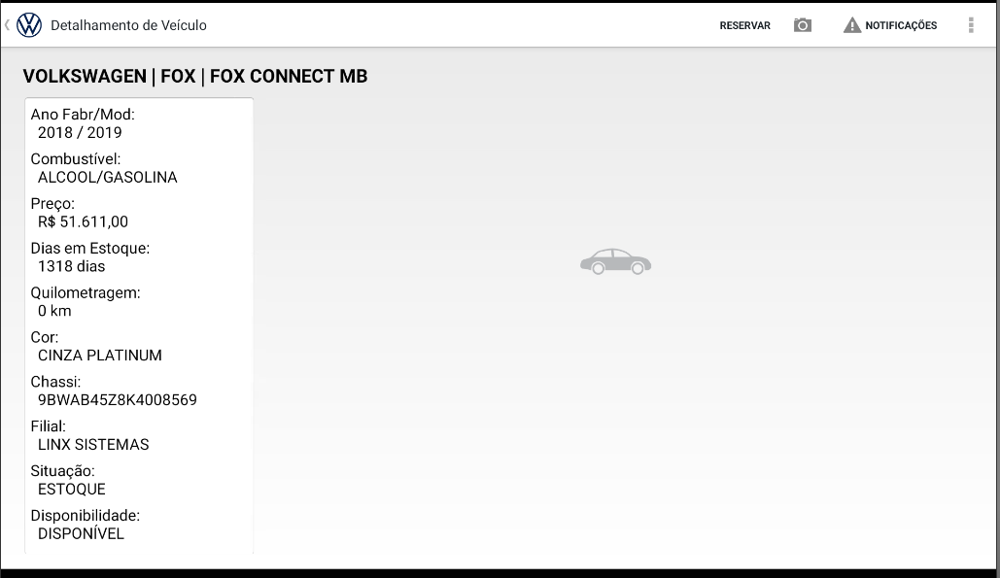 Detalhamento de Veículo
RESERVAR
NOTIFICAÇÕES
VOLKSWAGEN | FOX | FOX CONNECT MB
Ano Fabr/Mod:
2018 / 2019
Combustível:
ALCOOL/GASOLINA
Preço:
R$ 51.611,00
Dias em Estoque:
1318 dias
Quilometragem:
0 km
Cor:
CINZA PLATINUM
Chassi:
9BWAB45Z8K4008569
Filial:
LINX SISTEMAS
Situação:
ESTOQUE
Disponibilidade:
DISPONÍVEL